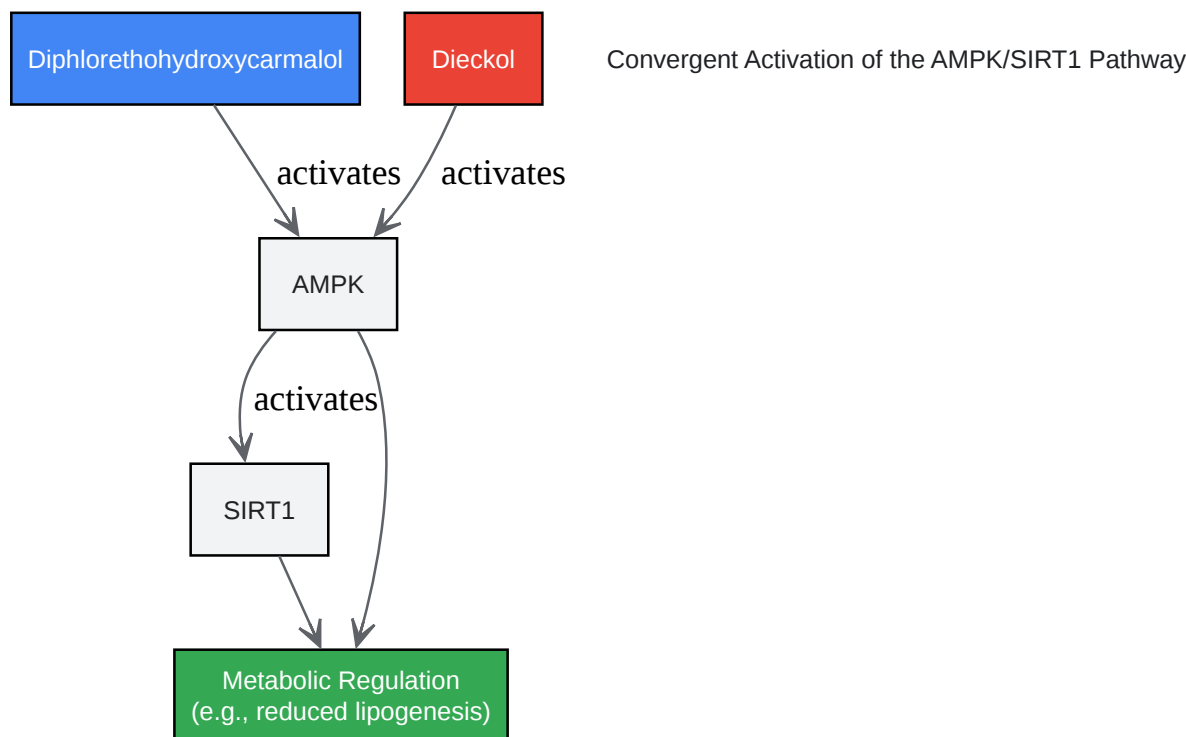 Diphlorethohydroxycarmalol
Dieckol
Convergent Activation of the AMPK/SIRT1 Pathway
activates
activates
AMPK
activates
SIRT1
Metabolic Regulation
(e.g., reduced lipogenesis)